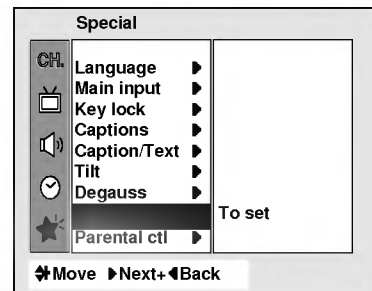 Special
CH.
Language
Main input
Key lock
Captions
Caption/Text
Tilt
Degauss
To set
Parental ctl
Move Next+ Back